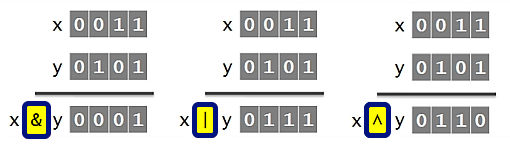 x 0011
y 0101
x & y 0001
x 0011
y 0101
x | y 0111
x 0011
y 0101
x ^ y 0110